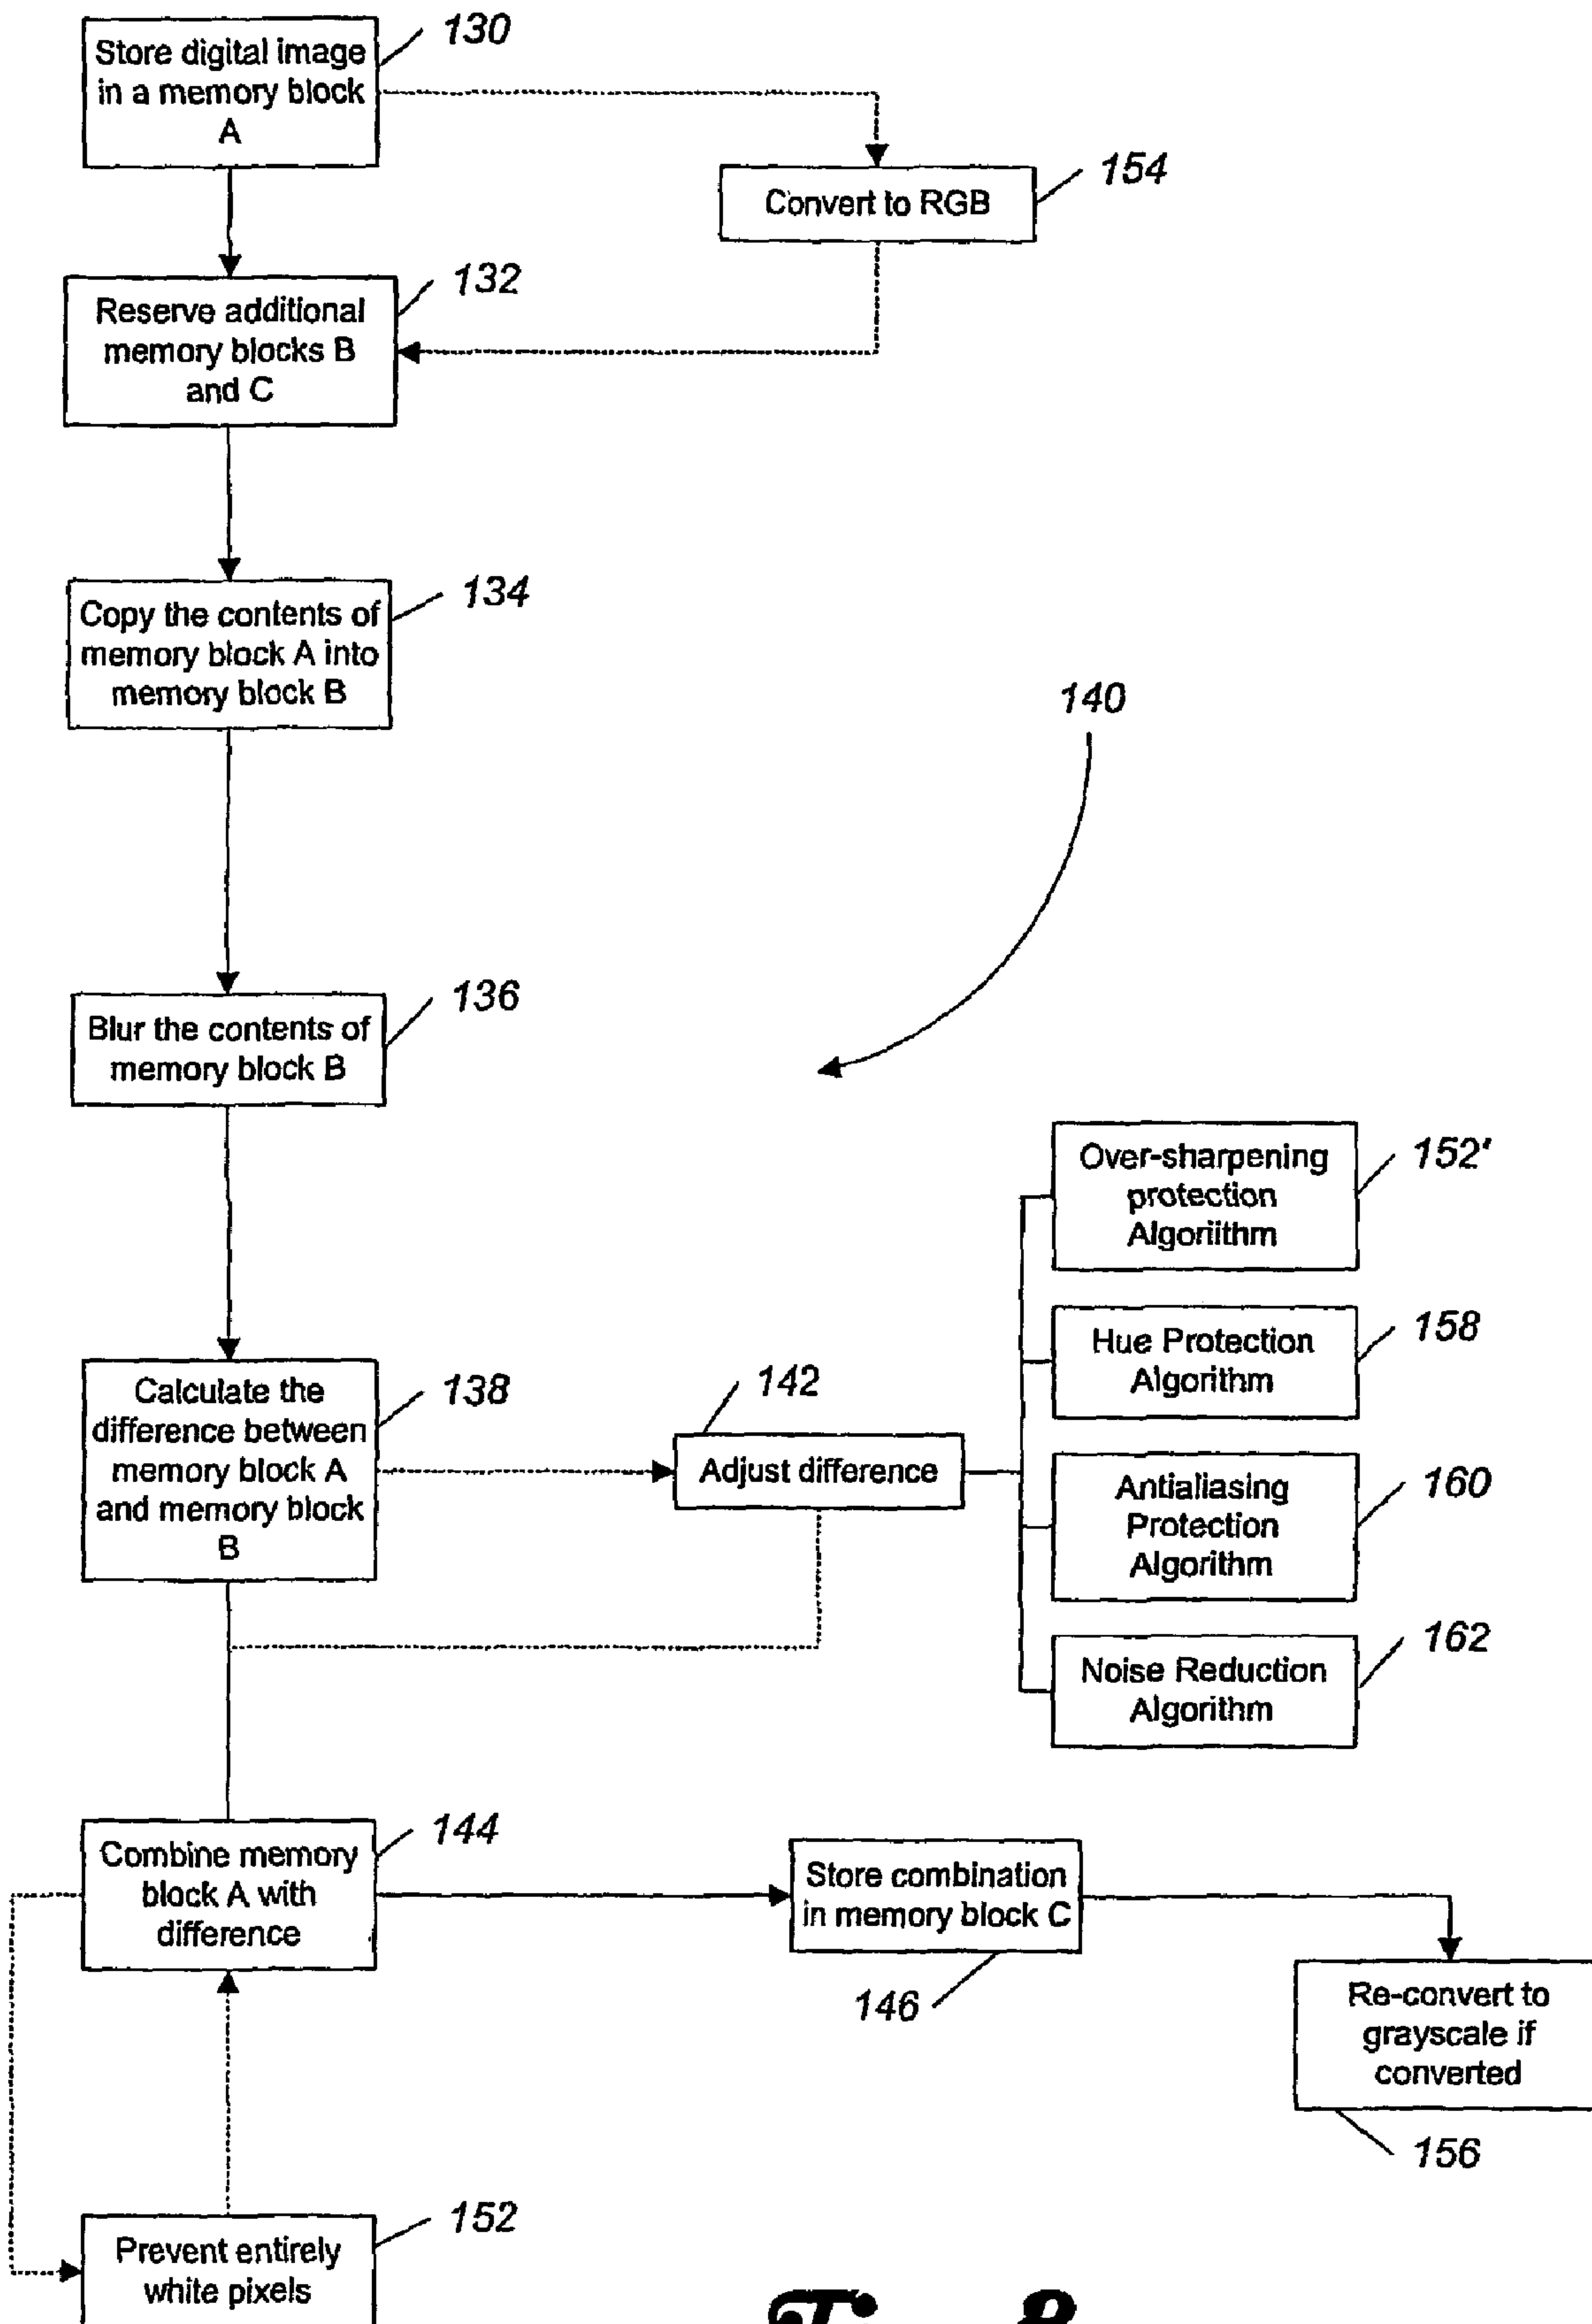 130
Store digital image
in a memory block
A
154
Convert to RGB
132
Reserve additional
memory blocks B
and C
134
Copy the contents of
memory block A into
memory block B
140
136
Blur the contents of
memory block B
152'
Over-sharpening
protection
Algoriithm
158
Hue Protection
Algorithm
138
Calculate the
difference between
memory block A
and memory block
B
142
Adjust difference
160
Antialiasing
Protection
Algorithm
162
Noise Reduction
Algorithm
144
Combine memory
block A with
difference
Store combination
in memory block C
146
Re-convert to
grayscale if
converted
156
152
Prevent entirely
white pixels